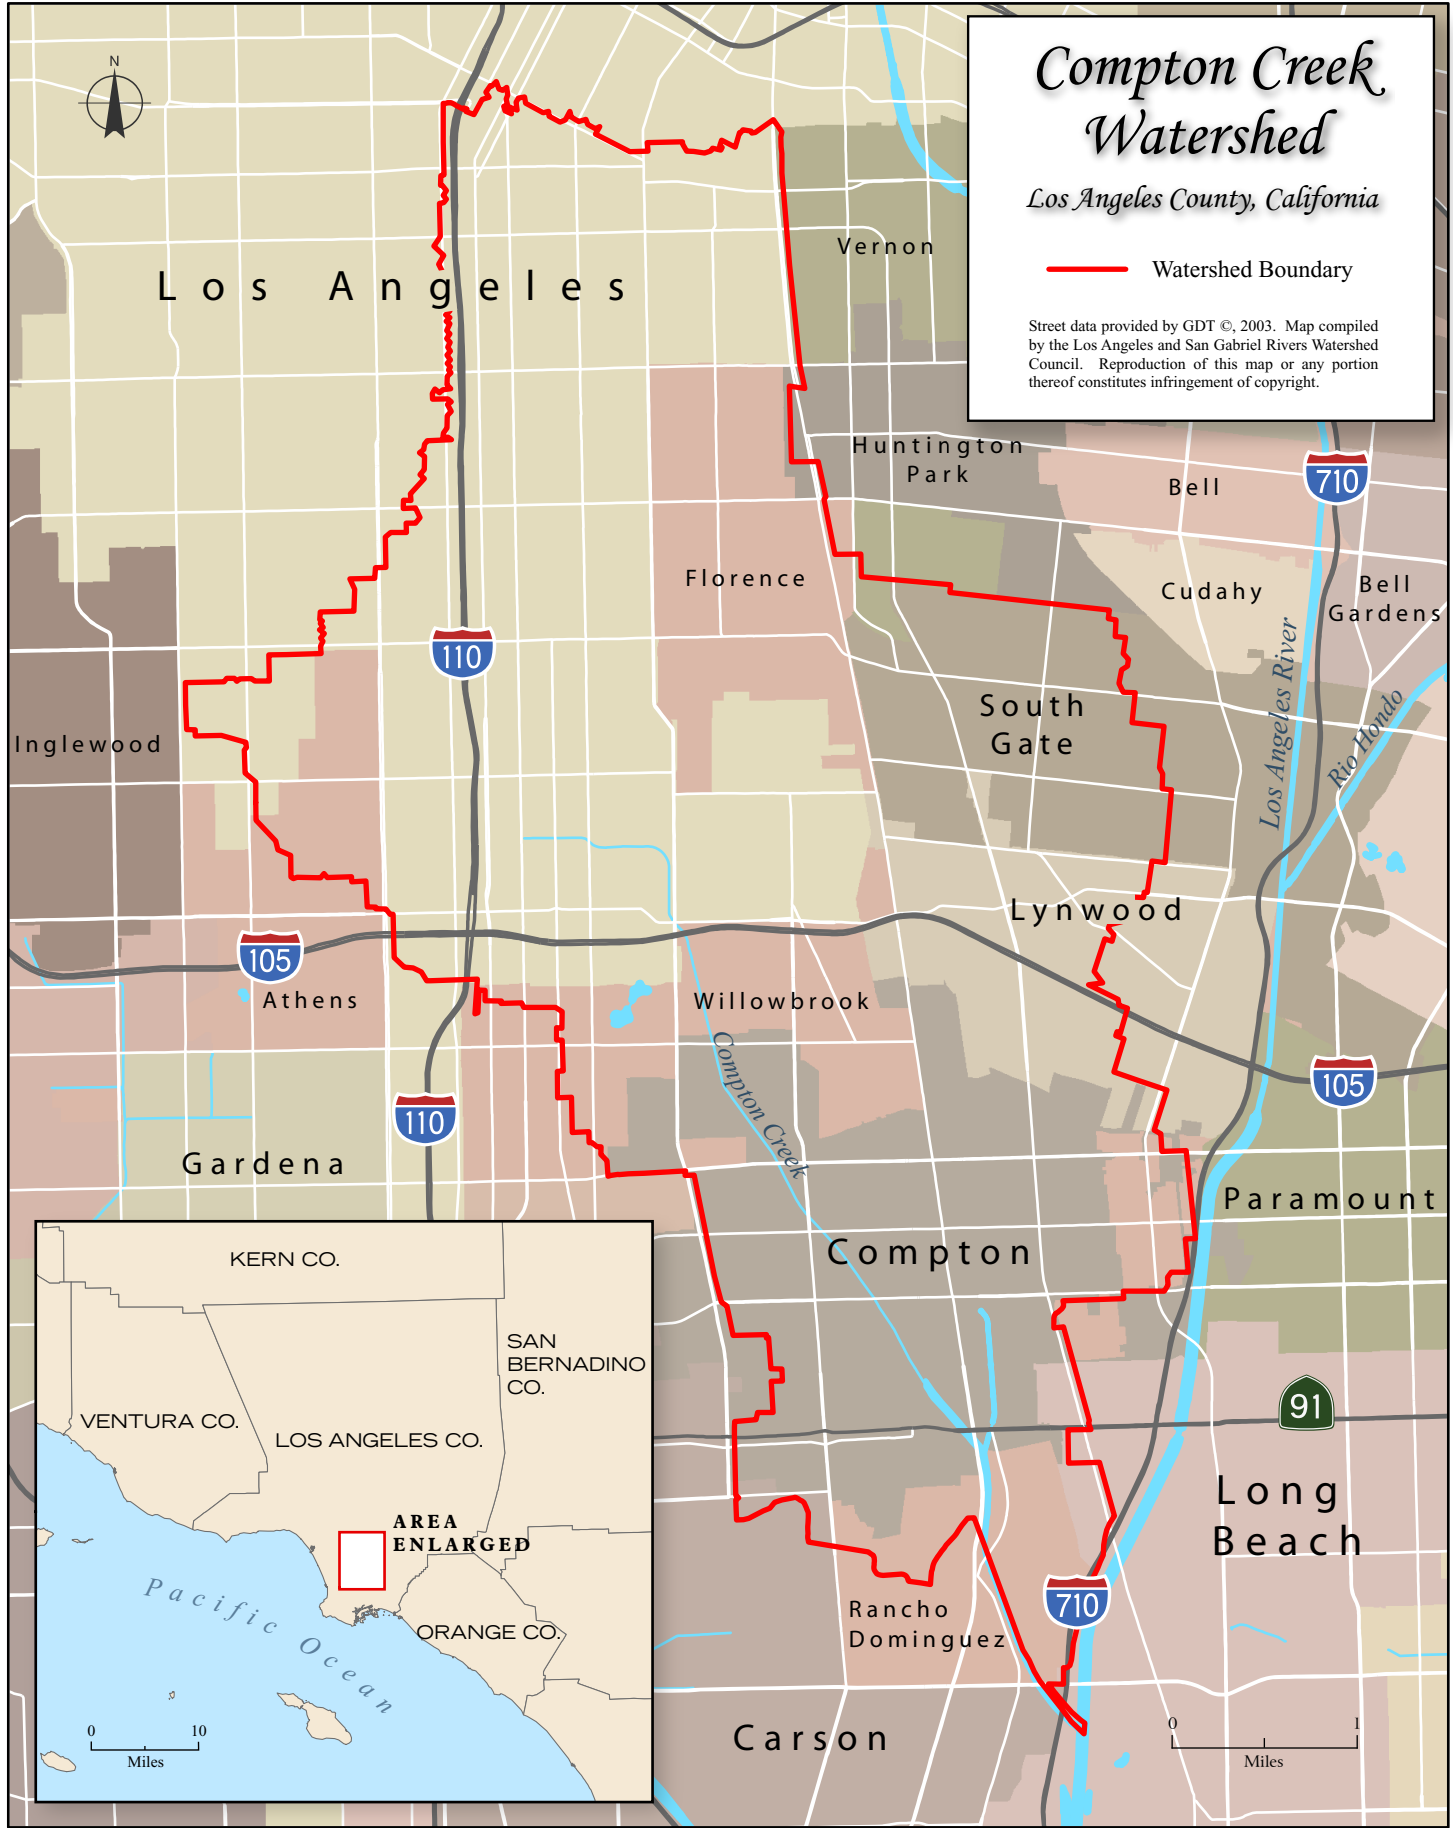 Compton Creek
Watershed
Los Angeles County, California
Watershed Boundary
Street data provided by GDT ©, 2003. Map compiled
by the Los Angeles and San Gabriel Rivers Watershed
Council. Reproduction of this map or any portion
thereof constitutes infringement of copyright.
N
Los Angeles
Vernon
Huntington
Park
Bell
710
Florence
Cudahy
Bell
Gardens
110
Los Angeles River
Rio Hondo
South
Gate
Inglewood
Lynwood
105
Athens
Willowbrook
Compton Creek
105
110
Gardena
Paramount
Compton
91
Long
Beach
710
Rancho
Dominguez
Carson
0 1
Miles
KERN CO.
SAN
BERNADINO
CO.
VENTURA CO.
LOS ANGELES CO.
AREA
ENLARGED
ORANGE CO.
Pacific Ocean
0 10
Miles